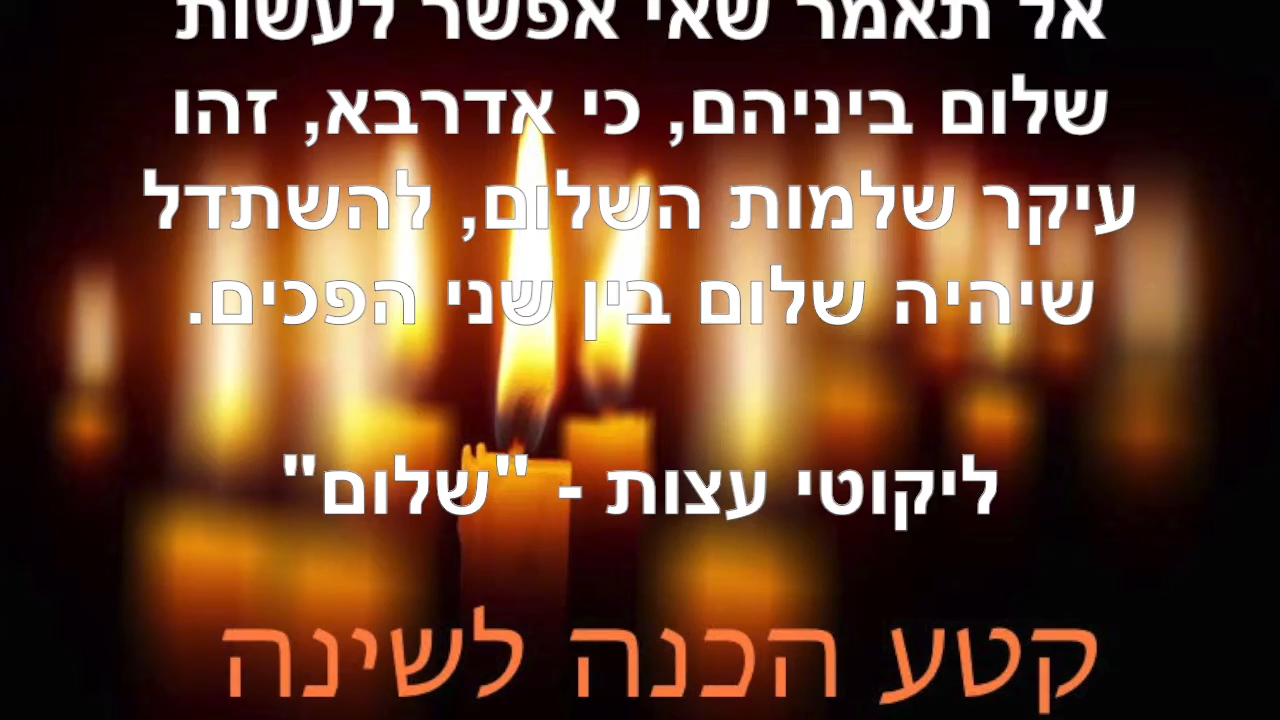 אל תאמר שאי אפשר לעשות
שלום ביניהם, כי אדרבא, זהו
עיקר שלמות השלום, להשתדל
שיהיה שלום בין שני הפכים.
ליקוטי עצות - "שלום"
קטע הכנה לשינה